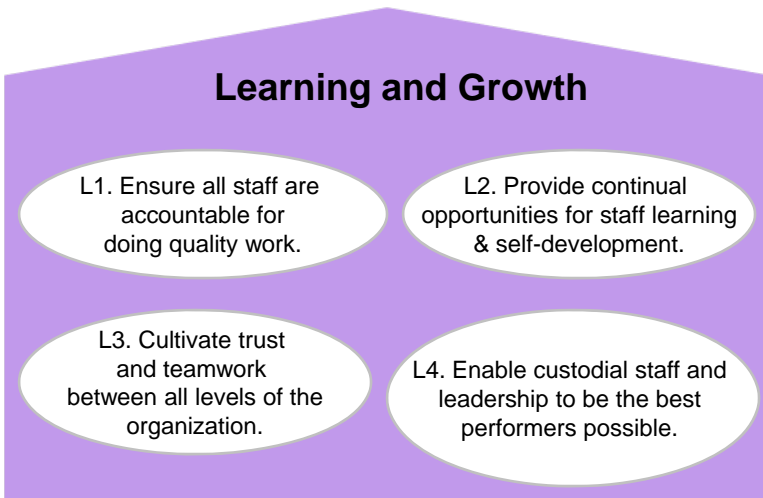 Learning and Growth
L1. Ensure all staff are
accountable for
doing quality work.
L2. Provide continual
opportunities for staff learning
& self-development.
L3. Cultivate trust
and teamwork
between all levels of the
organization.
L4. Enable custodial staff and
leadership to be the best
performers possible.